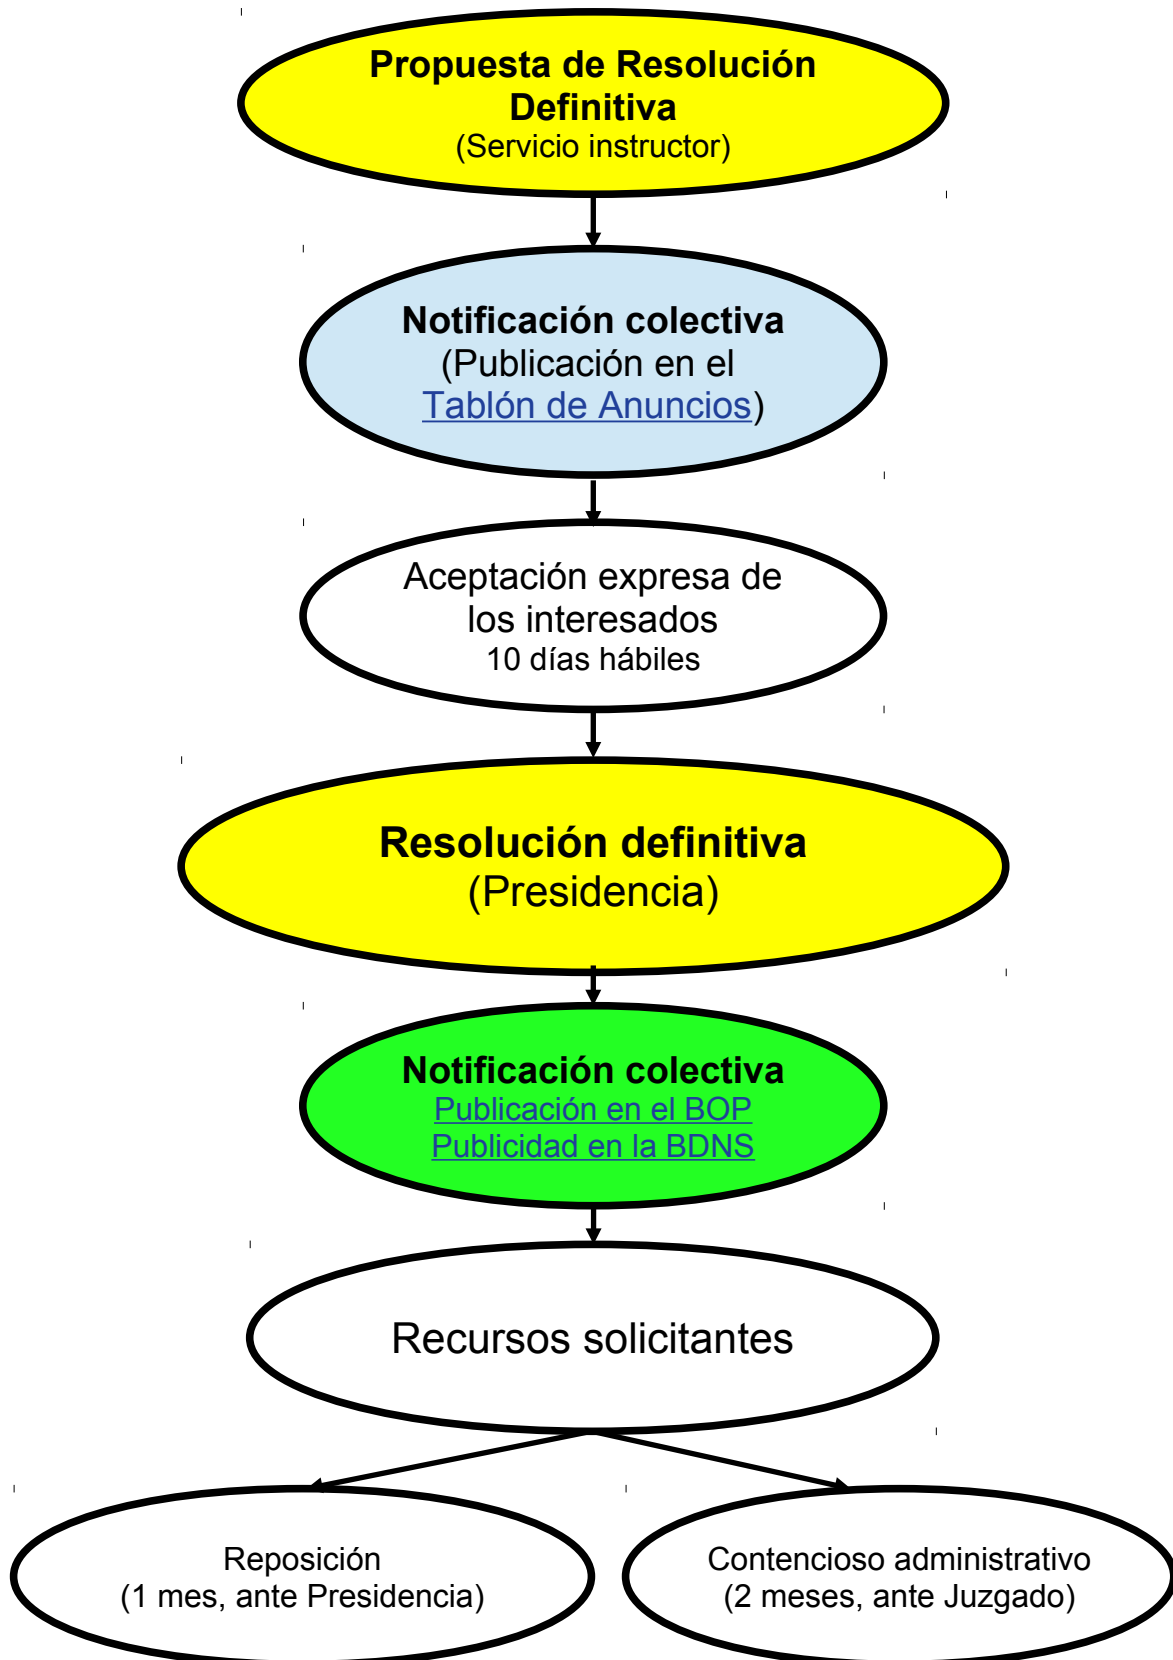 Propuesta de Resolución
Definitiva
(Servicio instructor)
Notificación colectiva
(Publicación en el
Tablón de Anuncios)
Aceptación expresa de
los interesados
10 días hábiles
Resolución definitiva
(Presidencia)
Notificación colectiva
Publicación en el BOP
Publicidad en la BDNS
Recursos solicitantes
Reposición
(1 mes, ante Presidencia)
Contencioso administrativo
(2 meses, ante Juzgado)